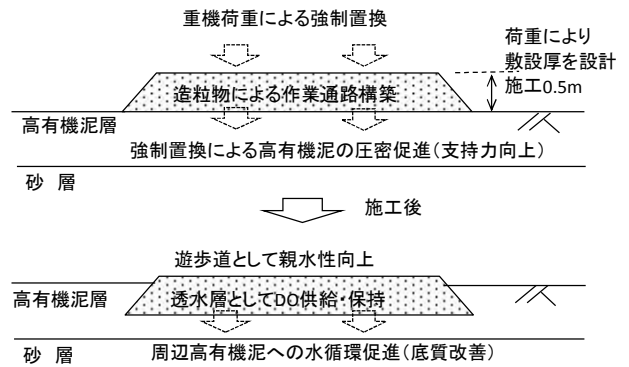 重機荷重による強制置換
荷重により
敷設厚を設計
施工0.5m
造粒物による作業通路構築
高有機泥層
強制置換による高有機泥の圧密促進(支持力向上)
砂 層
施工後
遊歩道として親水性向上
高有機泥層
透水層としてDO供給・保持
砂 層
周辺高有機泥への水循環促進(底質改善)